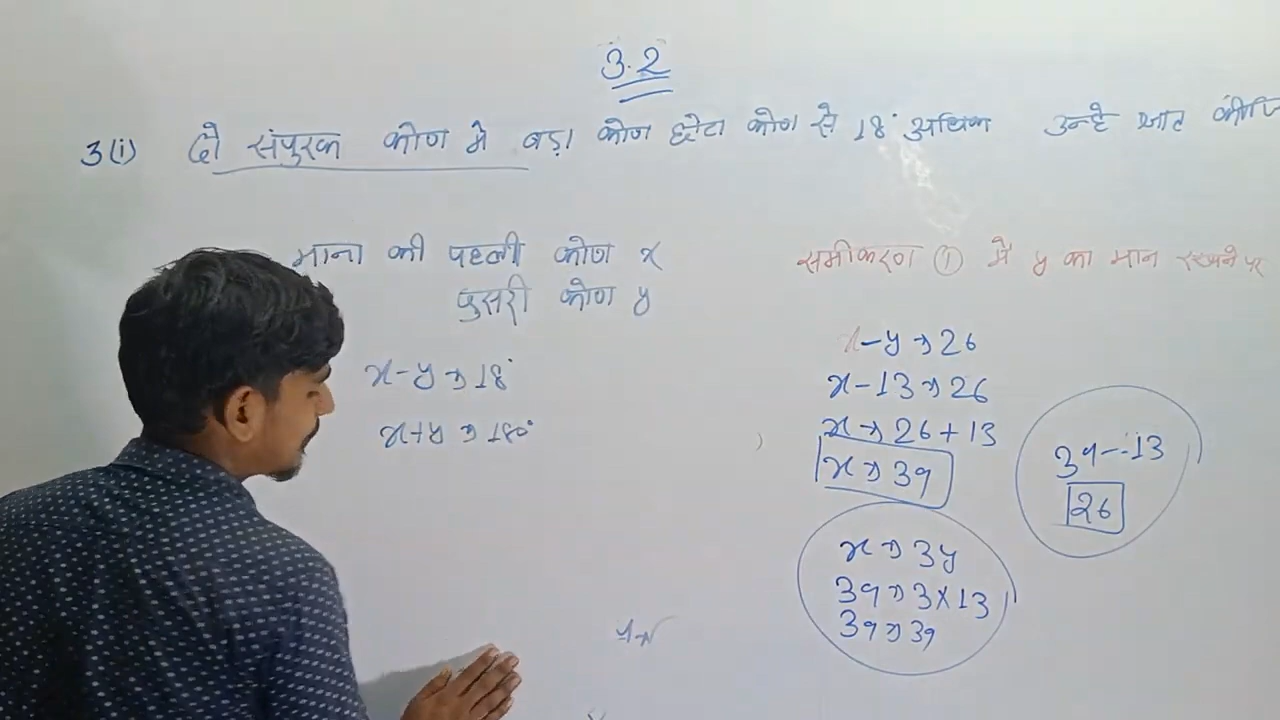 3.2
3(i) दो संपुरक कोण मे बड़ा कोण छोटा कोण से 18° अधिक उन्हे ज्ञात कीजि
माना की पहली कोण x
दुसरी कोण y
x-y => 18°
x+y => 180°
समीकरण ① में y का मान रखने पर
x-y => 26
x-13 => 26
x => 26+13
x => 39
x => 3y
39 => 3×13
39 => 39
39-13
26